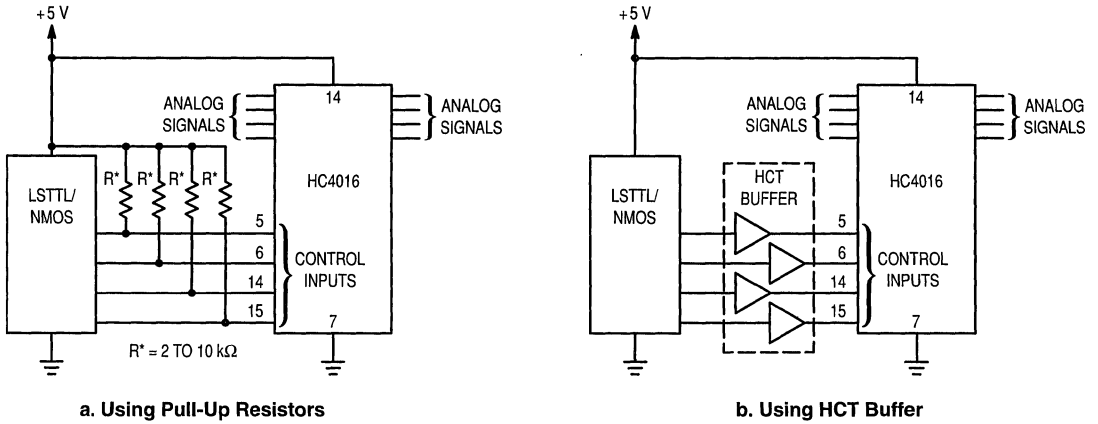 +5 V
14
ANALOG
SIGNALS
ANALOG
SIGNALS
R* R* R* R*
LSTTL/
NMOS
HC4016
5
6
14
15
CONTROL
INPUTS
7
R* = 2 TO 10 kΩ
a. Using Pull-Up Resistors
+5 V
14
ANALOG
SIGNALS
ANALOG
SIGNALS
LSTTL/
NMOS
HCT
BUFFER
HC4016
5
6
14
15
CONTROL
INPUTS
7
b. Using HCT Buffer